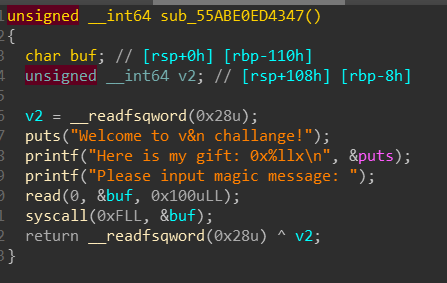 unsigned __int64 sub_55ABE0ED4347()
{
char buf; // [rsp+0h] [rbp-110h]
unsigned __int64 v2; // [rsp+108h] [rbp-8h]
v2 = __readfsqword(0x28u);
puts("Welcome to v&n challange!");
printf("Here is my gift: 0x%llx\n", &puts);
printf("Please input magic message: ");
read(0, &buf, 0x100uLL);
syscall(0xFLL, &buf);
return __readfsqword(0x28u) ^ v2;
}